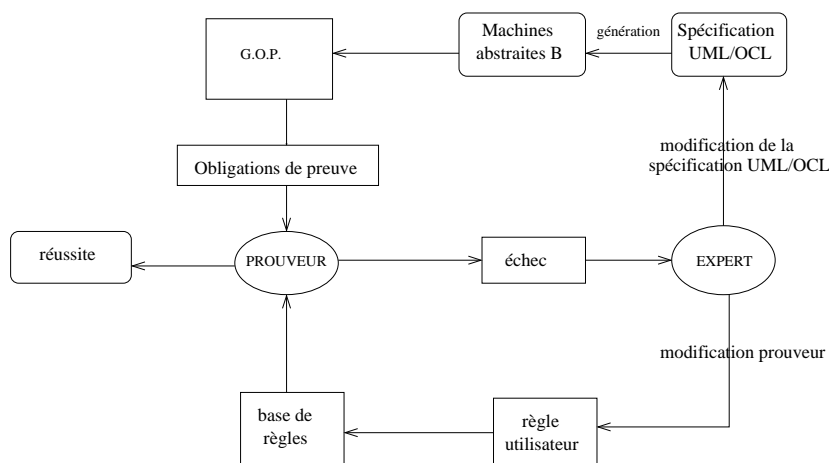 G.O.P.
Machines
abstraites B
génération
Spécification
UML/OCL
modification de la
spécification UML/OCL
Obligations de preuve
réussite
PROUVEUR
échec
EXPERT
modification prouveur
base de
règles
règle
utilisateur